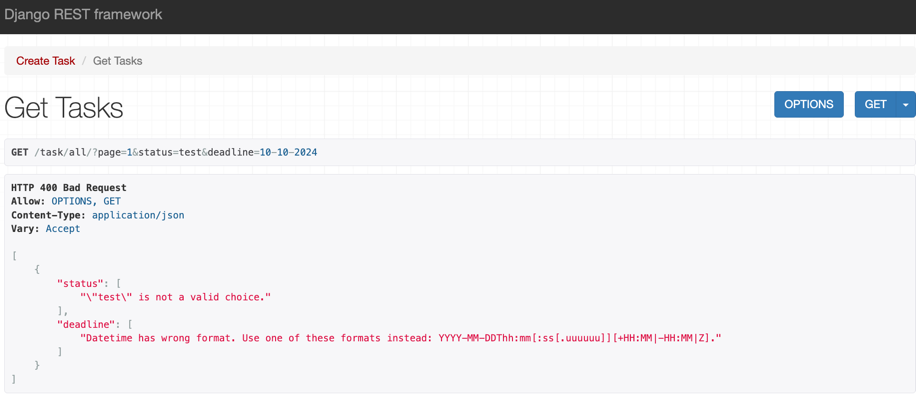 Django REST framework
Create Task / Get Tasks
Get Tasks
OPTIONS GET
GET /task/all/?page=1&status=test&deadline=10-10-2024
HTTP 400 Bad Request
Allow: OPTIONS, GET
Content-Type: application/json
Vary: Accept
[
    {
        "status": [
            "\"test\" is not a valid choice."
        ],
        "deadline": [
            "Datetime has wrong format. Use one of these formats instead: YYYY-MM-DDThh:mm[:ss[.uuuuuu]][+HH:MM|-HH:MM|Z]."
        ]
    }
]